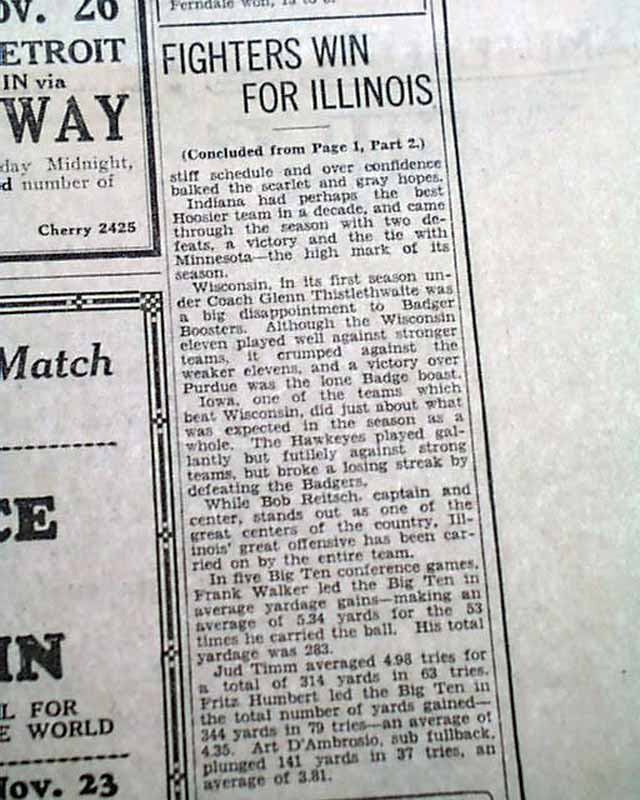 ov. 26
ETROIT
IN via
WAY
day Midnight,
d number of
Cherry 2425
Match
CE
IN
L FOR
E WORLD
Nov. 23
Ferndale won, 13 to
FIGHTERS WIN
FOR ILLINOIS
(Concluded from Page 1, Part 2.)
stiff schedule and over confidence
balked the scarlet and gray hopes.
Indiana had perhaps the best
Hoosier team in a decade, and came
through the season with two de-
feats, a victory and the tie with
Minnesota—the high mark of its
season.
Wisconsin, in its first season un-
der Coach Glenn Thistlethwaite was
a big disappointment to Badger
Boosters. Although the Wisconsin
eleven played well against stronger
teams, it crumped against the
weaker elevens, and a victory over
Purdue was the lone Badge boast.
Iowa, one of the teams which
beat Wisconsin, did just about what
was expected in the season as a
whole. The Hawkeyes played gal-
lantly but futilely against strong
teams, but broke a losing streak by
defeating the Badgers.
While Bob Reitsch, captain and
center, stands out as one of the
great centers of the country, Ill-
inois' great offensive has been car-
ried on by the entire team.
In five Big Ten conference games,
Frank Walker led the Big Ten in
average yardage gains—making an
average of 5.34 yards for the 53
times he carried the ball. His total
yardage was 283.
Jud Timm averaged 4.98 tries for
a total of 314 yards in 63 tries.
Fritz Humbert led the Big Ten in
the total number of yards gained—
344 yards in 79 tries—an average of
4.35. Art D'Ambrosio, sub fullback,
plunged 141 yards in 37 tries, an
average of 3.81.